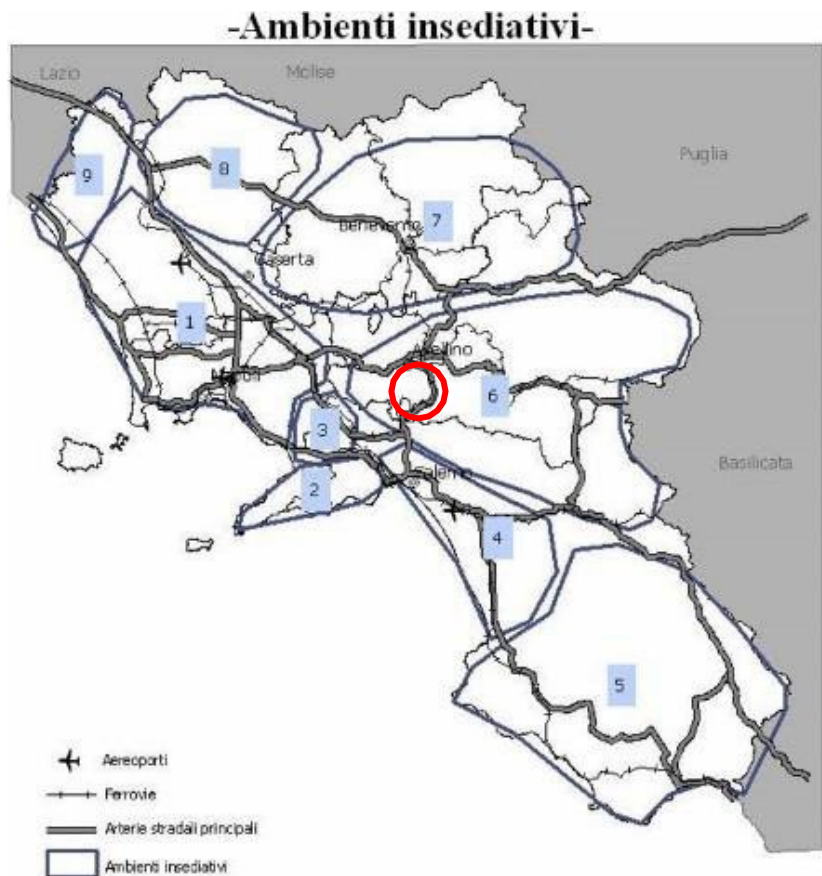 -Ambienti insediativi-
Lazio
Molise
Puglia
9
8
7
Benevento
Caserta
1
Avellino
Napoli
6
3
Basilicata
Salerno
2
4
5
Aereoporti
Ferrovie
Arterie stradali principali
Ambienti insediativi